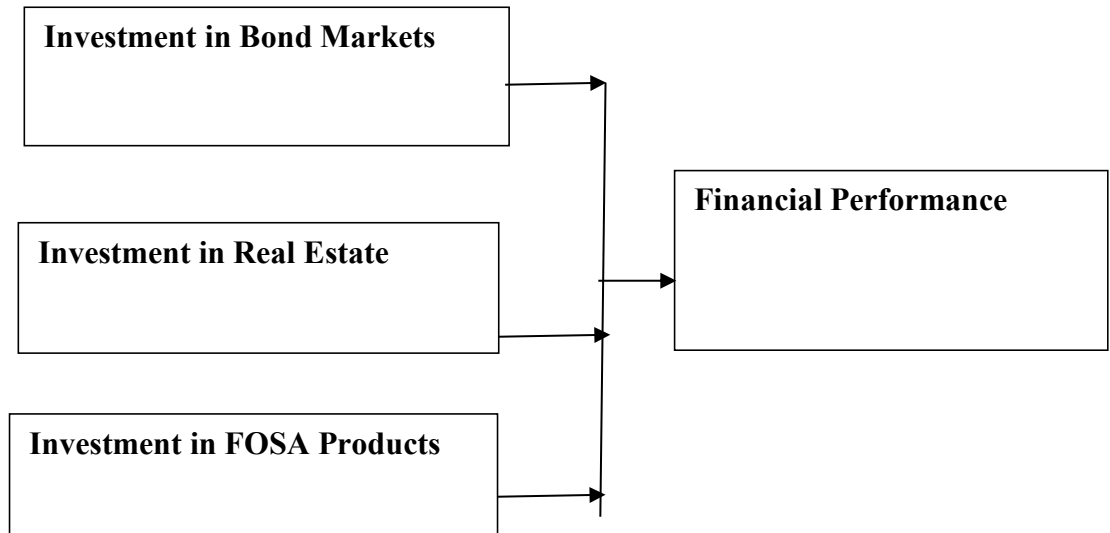 Investment in Bond Markets
Financial Performance
Investment in Real Estate
Investment in FOSA Products